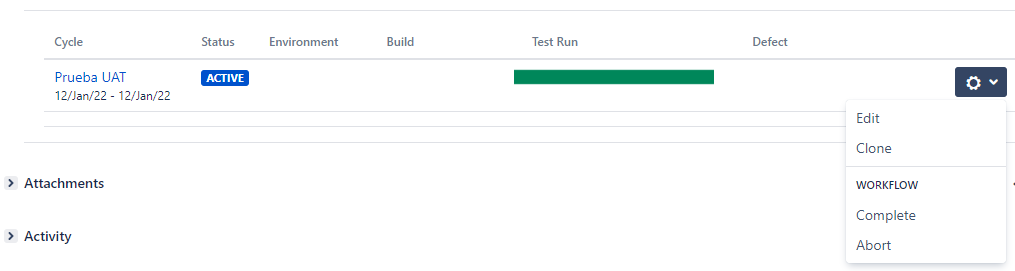 Cycle Status Environment Build Test Run Defect
Prueba UAT ACTIVE
12/Jan/22 - 12/Jan/22
Edit
Clone
Attachments
WORKFLOW
Complete
Activity
Abort